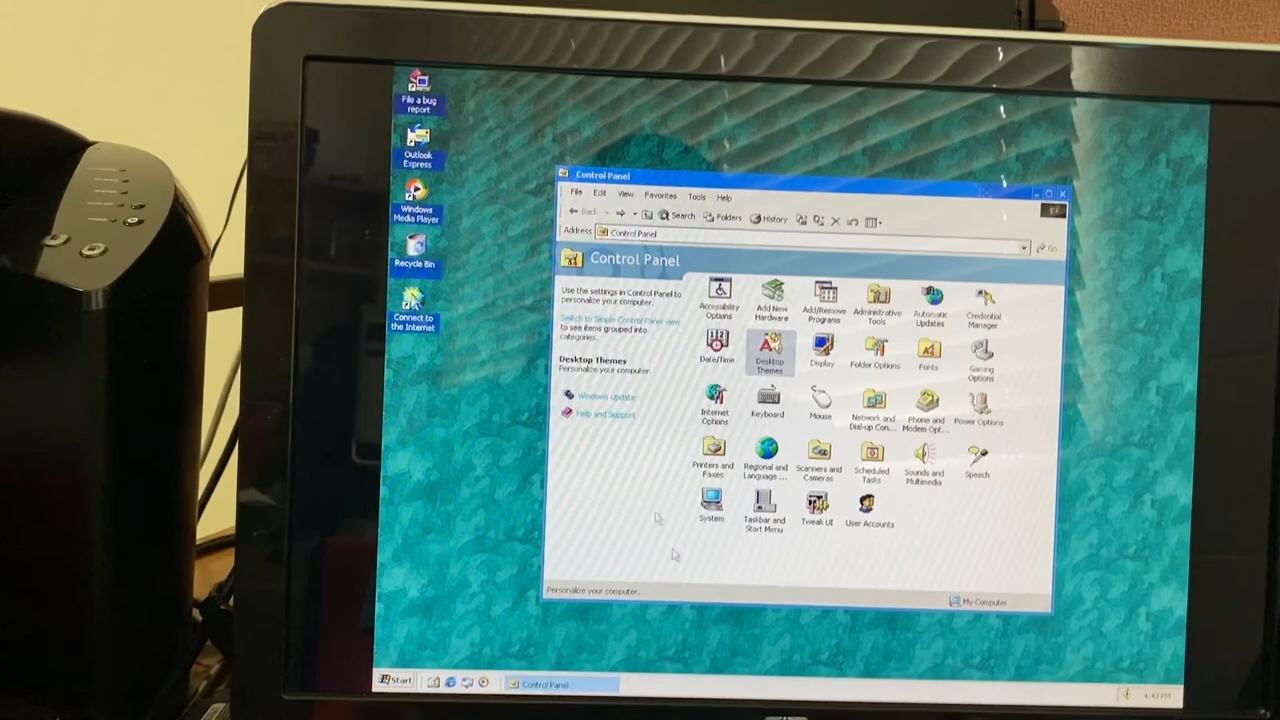 File a bug
report
Outlook
Express
Windows
Media Player
Recycle Bin
Connect to
the Internet
Control Panel
File Edit View Favorites Tools Help
Back Search Folders History
Address Control Panel Go
Control Panel
Use the settings in Control Panel to
personalize your computer.
Switch to Simple Control Panel view
to see items grouped into
categories.
Desktop Themes
Personalize your computer.
Windows Update
Help and Support
Accessibility
Options
Add New
Hardware
Add/Remove
Programs
Administrative
Tools
Automatic
Updates
Credential
Manager
Date/Time
Desktop
Themes
Display
Folder Options
Fonts
Gaming
Options
Internet
Options
Keyboard
Mouse
Network and
Dial-up Con...
Phone and
Modem Opt...
Power Options
Printers and
Faxes
Regional and
Language ...
Scanners and
Cameras
Scheduled
Tasks
Sounds and
Multimedia
Speech
System
Taskbar and
Start Menu
Tweak UI
User Accounts
Personalize your computer.
My Computer
Start
Control Panel
4:43 PM